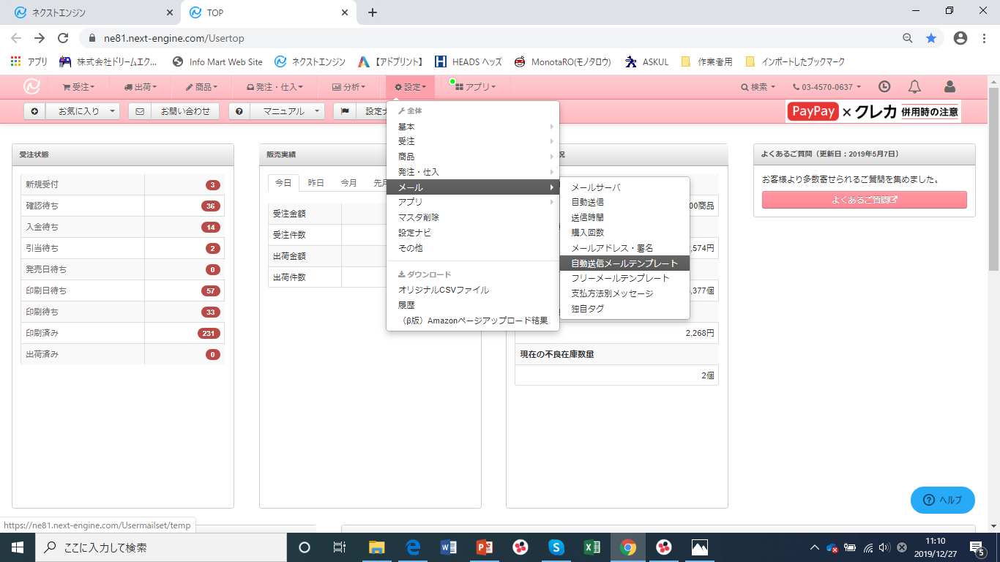 ネクストエンジン
TOP
ne81.next-engine.com/Usertop
アプリ 株式会社ドリームエク... Info Mart Web Site ネクストエンジン 【アドプリント】 HEADS ヘッズ MonotaRO(モノタロウ) ASKUL 作業者用 インポートしたブックマーク
受注 出荷 商品 発注・仕入 分析 設定 アプリ 検索 03-4570-0637
お気に入り お問い合わせ マニュアル 設定ナ
PayPay × クレカ 併用時の注意
全体
基本
受注
商品
発注・仕入
メール
アプリ
マスタ削除
設定ナビ
その他
ダウンロード
オリジナルCSVファイル
履歴
（β版）Amazonページアップロード結果
メールサーバ
自動送信
送信時間
購入回数
メールアドレス・署名
自動送信メールテンプレート
フリーメールテンプレート
支払方法別メッセージ
独自タグ
受注状態
新規受付 3
確認待ち 36
入金待ち 14
引当待ち 2
発売日待ち 0
印刷日待ち 57
印刷待ち 33
印刷済み 231
出荷済み 0
販売実績
今日 昨日 今月 先月
受注金額
受注件数
出荷金額
出荷件数
況
00商品
,574円
,377個
2,268円
現在の不良在庫数量
2個
よくあるご質問（更新日：2019年5月7日）
お客様より多数寄せられるご質問を集めました。
よくあるご質問
ヘルプ
https://ne81.next-engine.com/Usermailset/temp
ここに入力して検索
11:10
2019/12/27
5